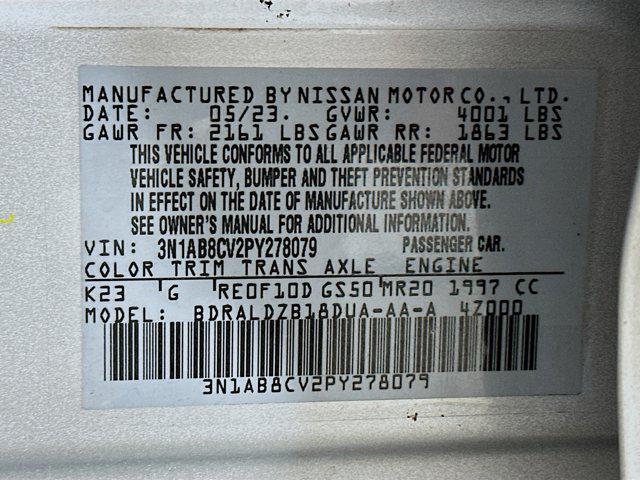 MANUFACTURED BY NISSAN MOTOR CO., LTD.
DATE: 05/23. GVWR: 4001 LBS
GAWR FR: 2161 LBS GAWR RR: 1863 LBS
THIS VEHICLE CONFORMS TO ALL APPLICABLE FEDERAL MOTOR
VEHICLE SAFETY, BUMPER AND THEFT PREVENTION STANDARDS
IN EFFECT ON THE DATE OF MANUFACTURE SHOWN ABOVE.
SEE OWNER'S MANUAL FOR ADDITIONAL INFORMATION.
VIN: 3N1AB8CV2PY278079 PASSENGER CAR.
COLOR TRIM TRANS AXLE ENGINE
K23 G RE0F10D GS50 MR20 1997 CC
MODEL: BDRALDZB18DUA-AA-A 4Z000
3N1AB8CV2PY278079